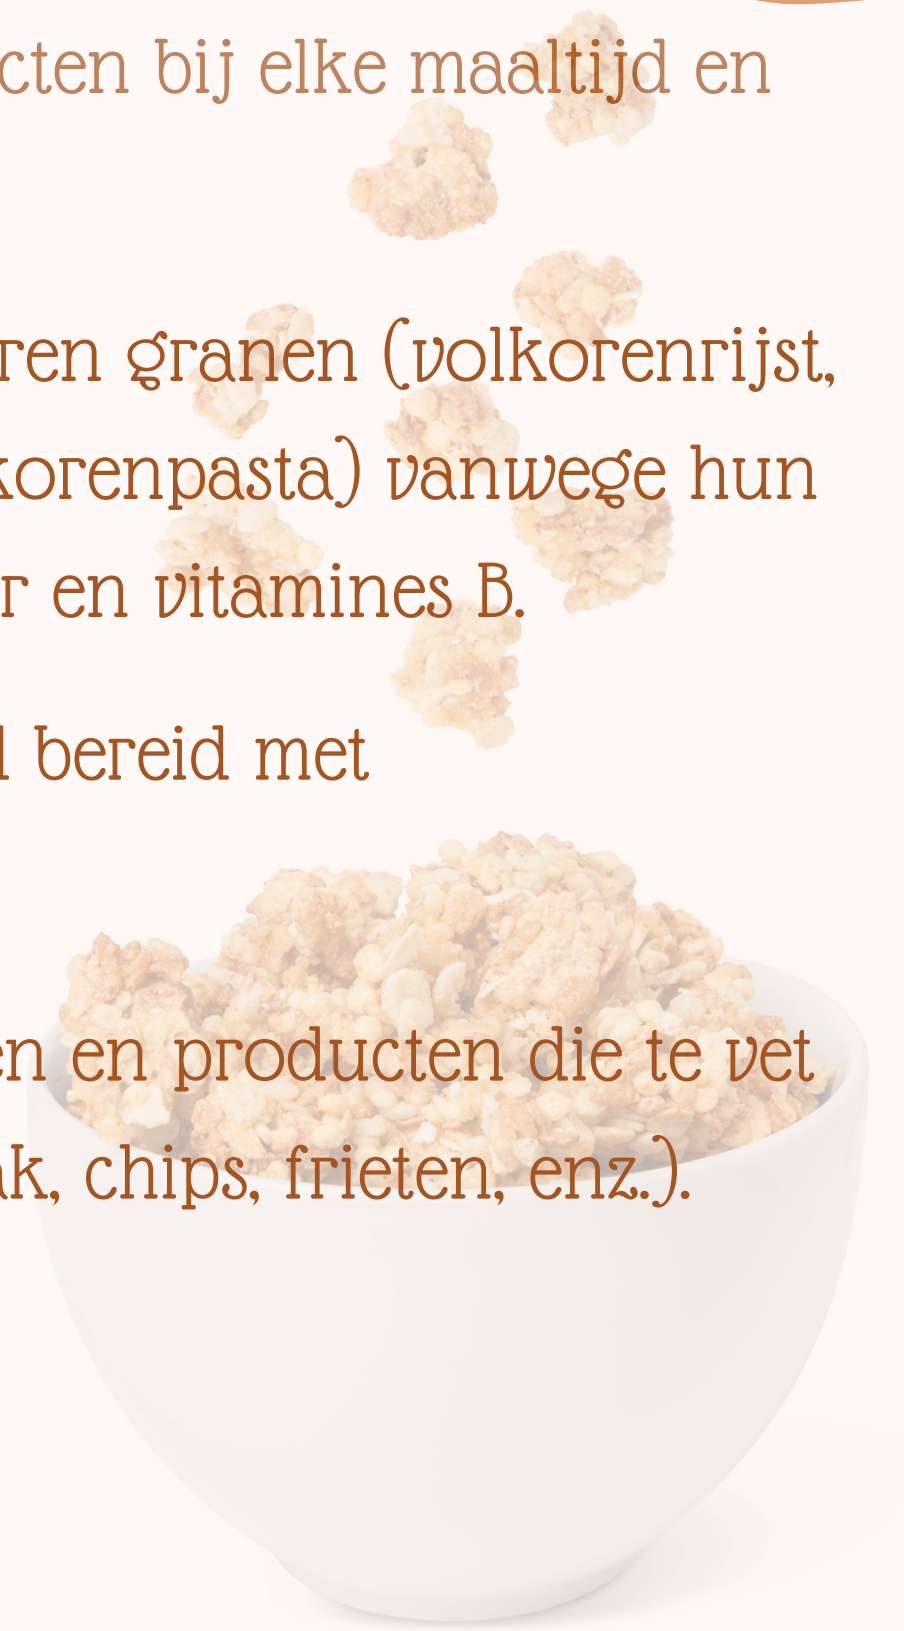 cten bij elke maaltijd en
ren granen (volkorenrijst,
korenpasta) vanwege hun
r en vitamines B.
l bereid met
en en producten die te vet
ak, chips, frieten, enz.).